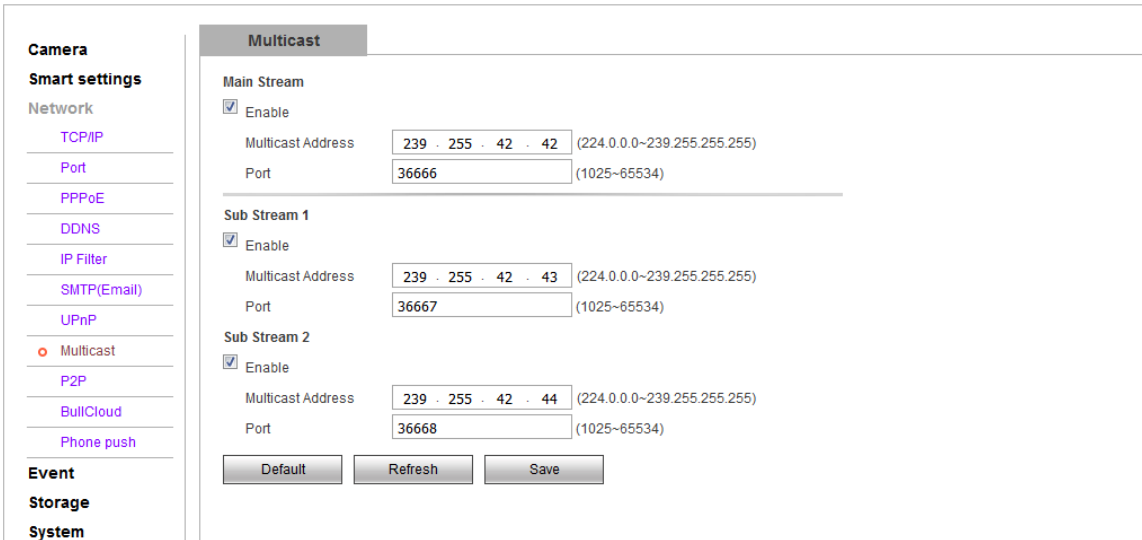 Camera
Smart settings
Network
TCP/IP
Port
PPPoE
DDNS
IP Filter
SMTP(Email)
UPnP
Multicast
P2P
BullCloud
Phone push
Event
Storage
System
Multicast
Main Stream
Enable
Multicast Address 239 . 255 . 42 . 42 (224.0.0.0~239.255.255.255)
Port 36666 (1025~65534)
Sub Stream 1
Enable
Multicast Address 239 . 255 . 42 . 43 (224.0.0.0~239.255.255.255)
Port 36667 (1025~65534)
Sub Stream 2
Enable
Multicast Address 239 . 255 . 42 . 44 (224.0.0.0~239.255.255.255)
Port 36668 (1025~65534)
Default Refresh Save